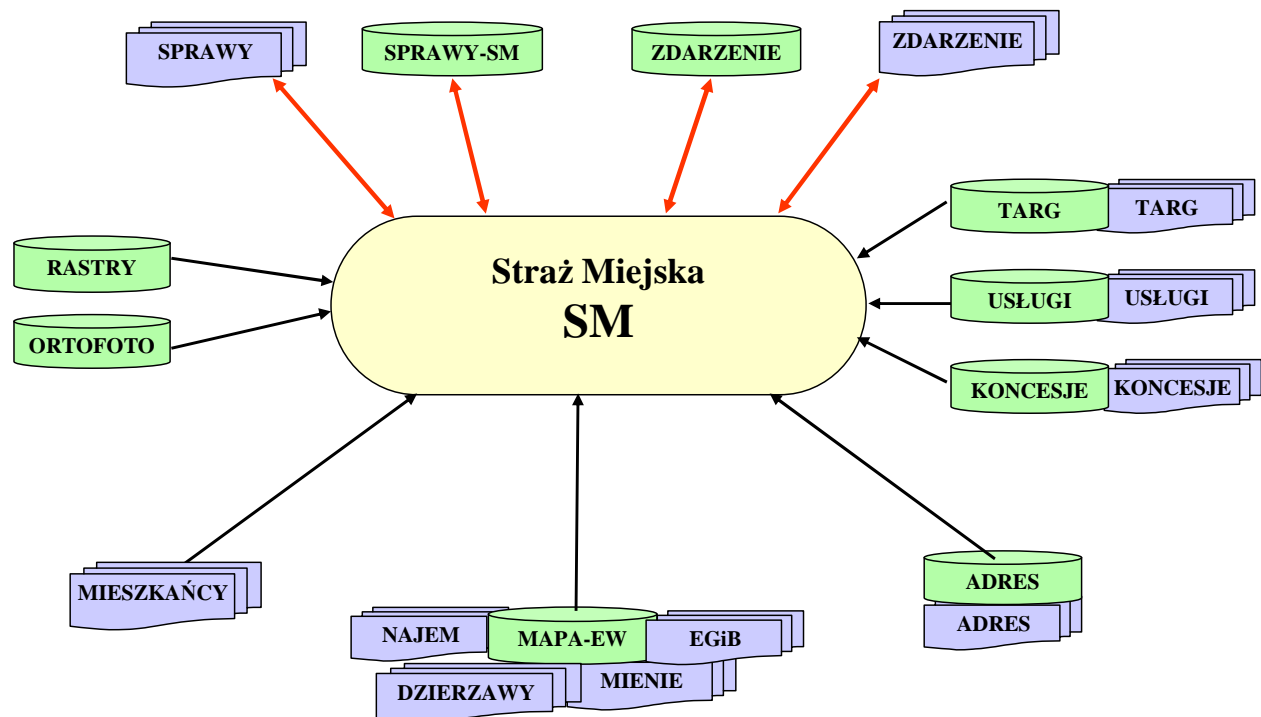 SPRAWY
SPRAWY-SM
ZDARZENIE
ZDARZENIE
TARG
TARG
RASTRY
Straż Miejska
SM
USŁUGI
USŁUGI
ORTOFOTO
KONCESJE
KONCESJE
MIESZKAŃCY
ADRES
ADRES
NAJEM
MAPA-EW
EGiB
DZIERZAWY
MIENIE